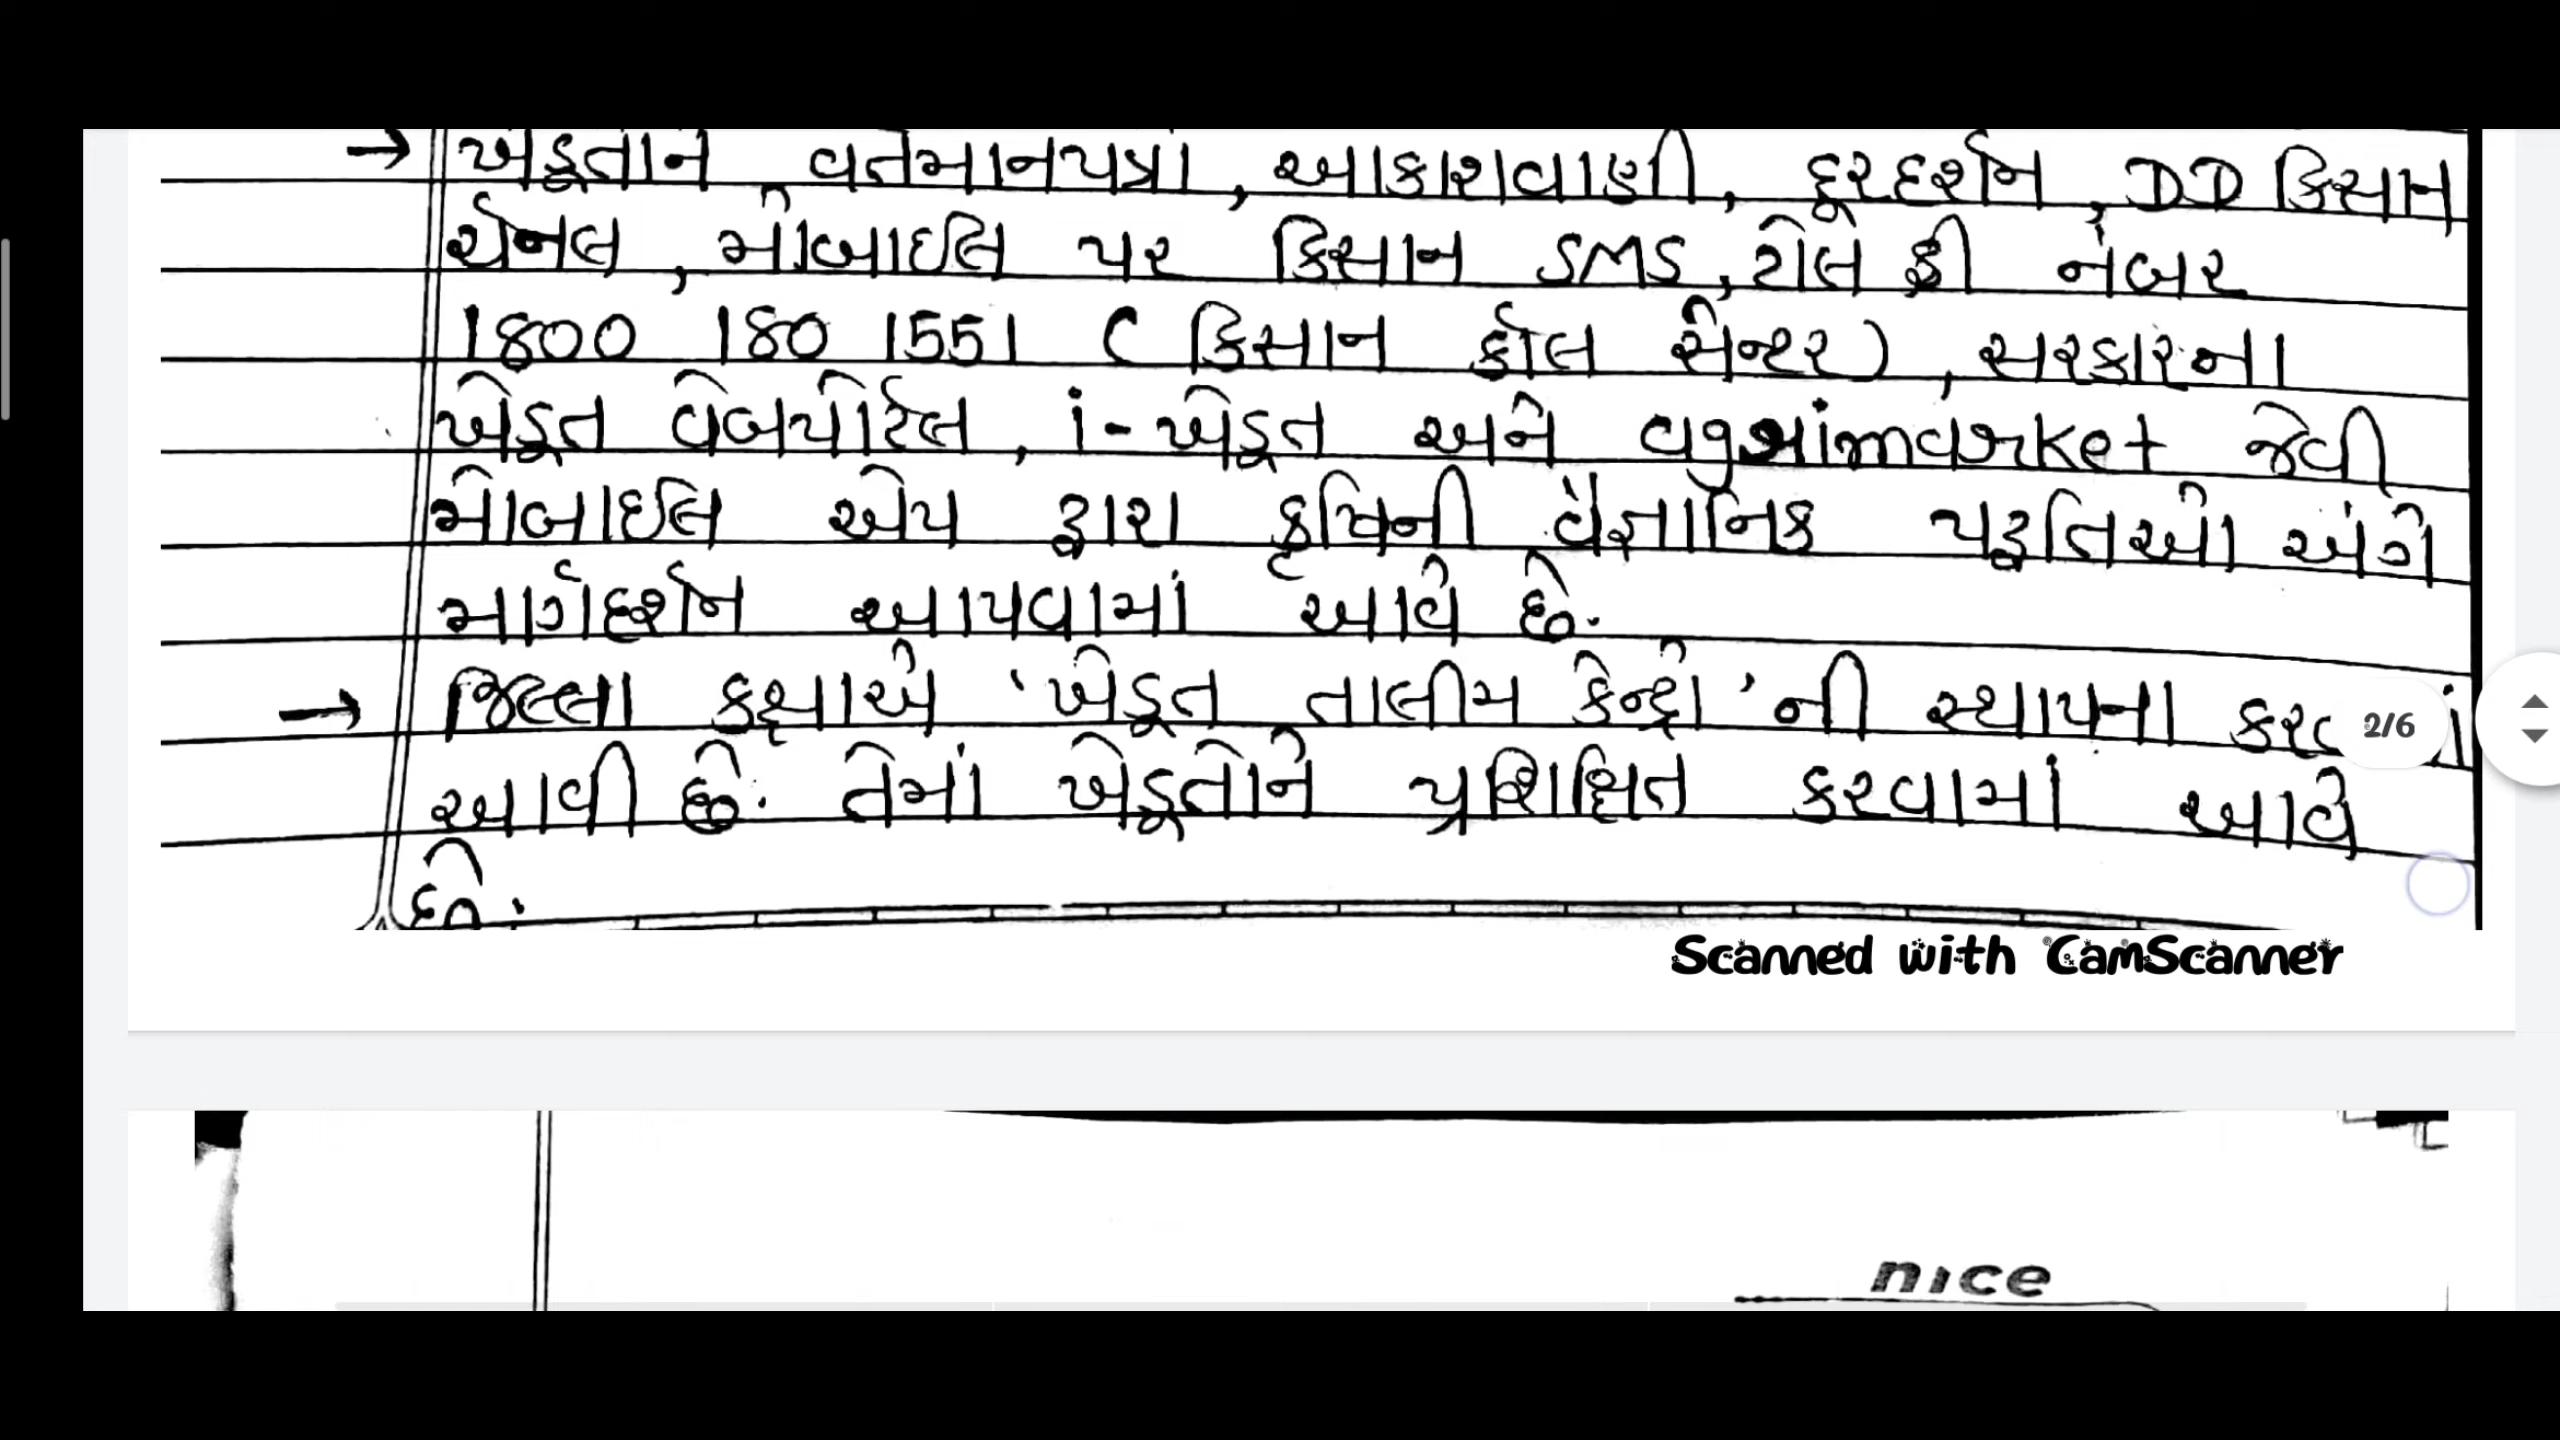 → ખેડૂતોને વર્તમાનપત્રો, આકાશવાણી, દૂરદર્શન, DD કિસાન
ચેનલ, મોબાઈલ પર કિસાન SMS, ટોલ ફ્રી નંબર
1800 180 1551 (કિસાન કોલ સેન્ટર), સરકારના
ખેડૂત વેબપોર્ટલ, i-ખેડૂત અને જેવી
મોબાઈલ એપ દ્વારા કૃષિની વૈજ્ઞાનિક પદ્ધતિઓ અંગે
માર્ગદર્શન આપવામાં આવે છે.
→ જિલ્લા કક્ષાએ 'ખેડૂત તાલીમ કેન્દ્રો'ની સ્થાપના
2/6
આવી છે. તેમાં ખેડૂતોને પ્રશિક્ષિત કરવામાં આવે
છે.
Scanned with CamScanner
nice